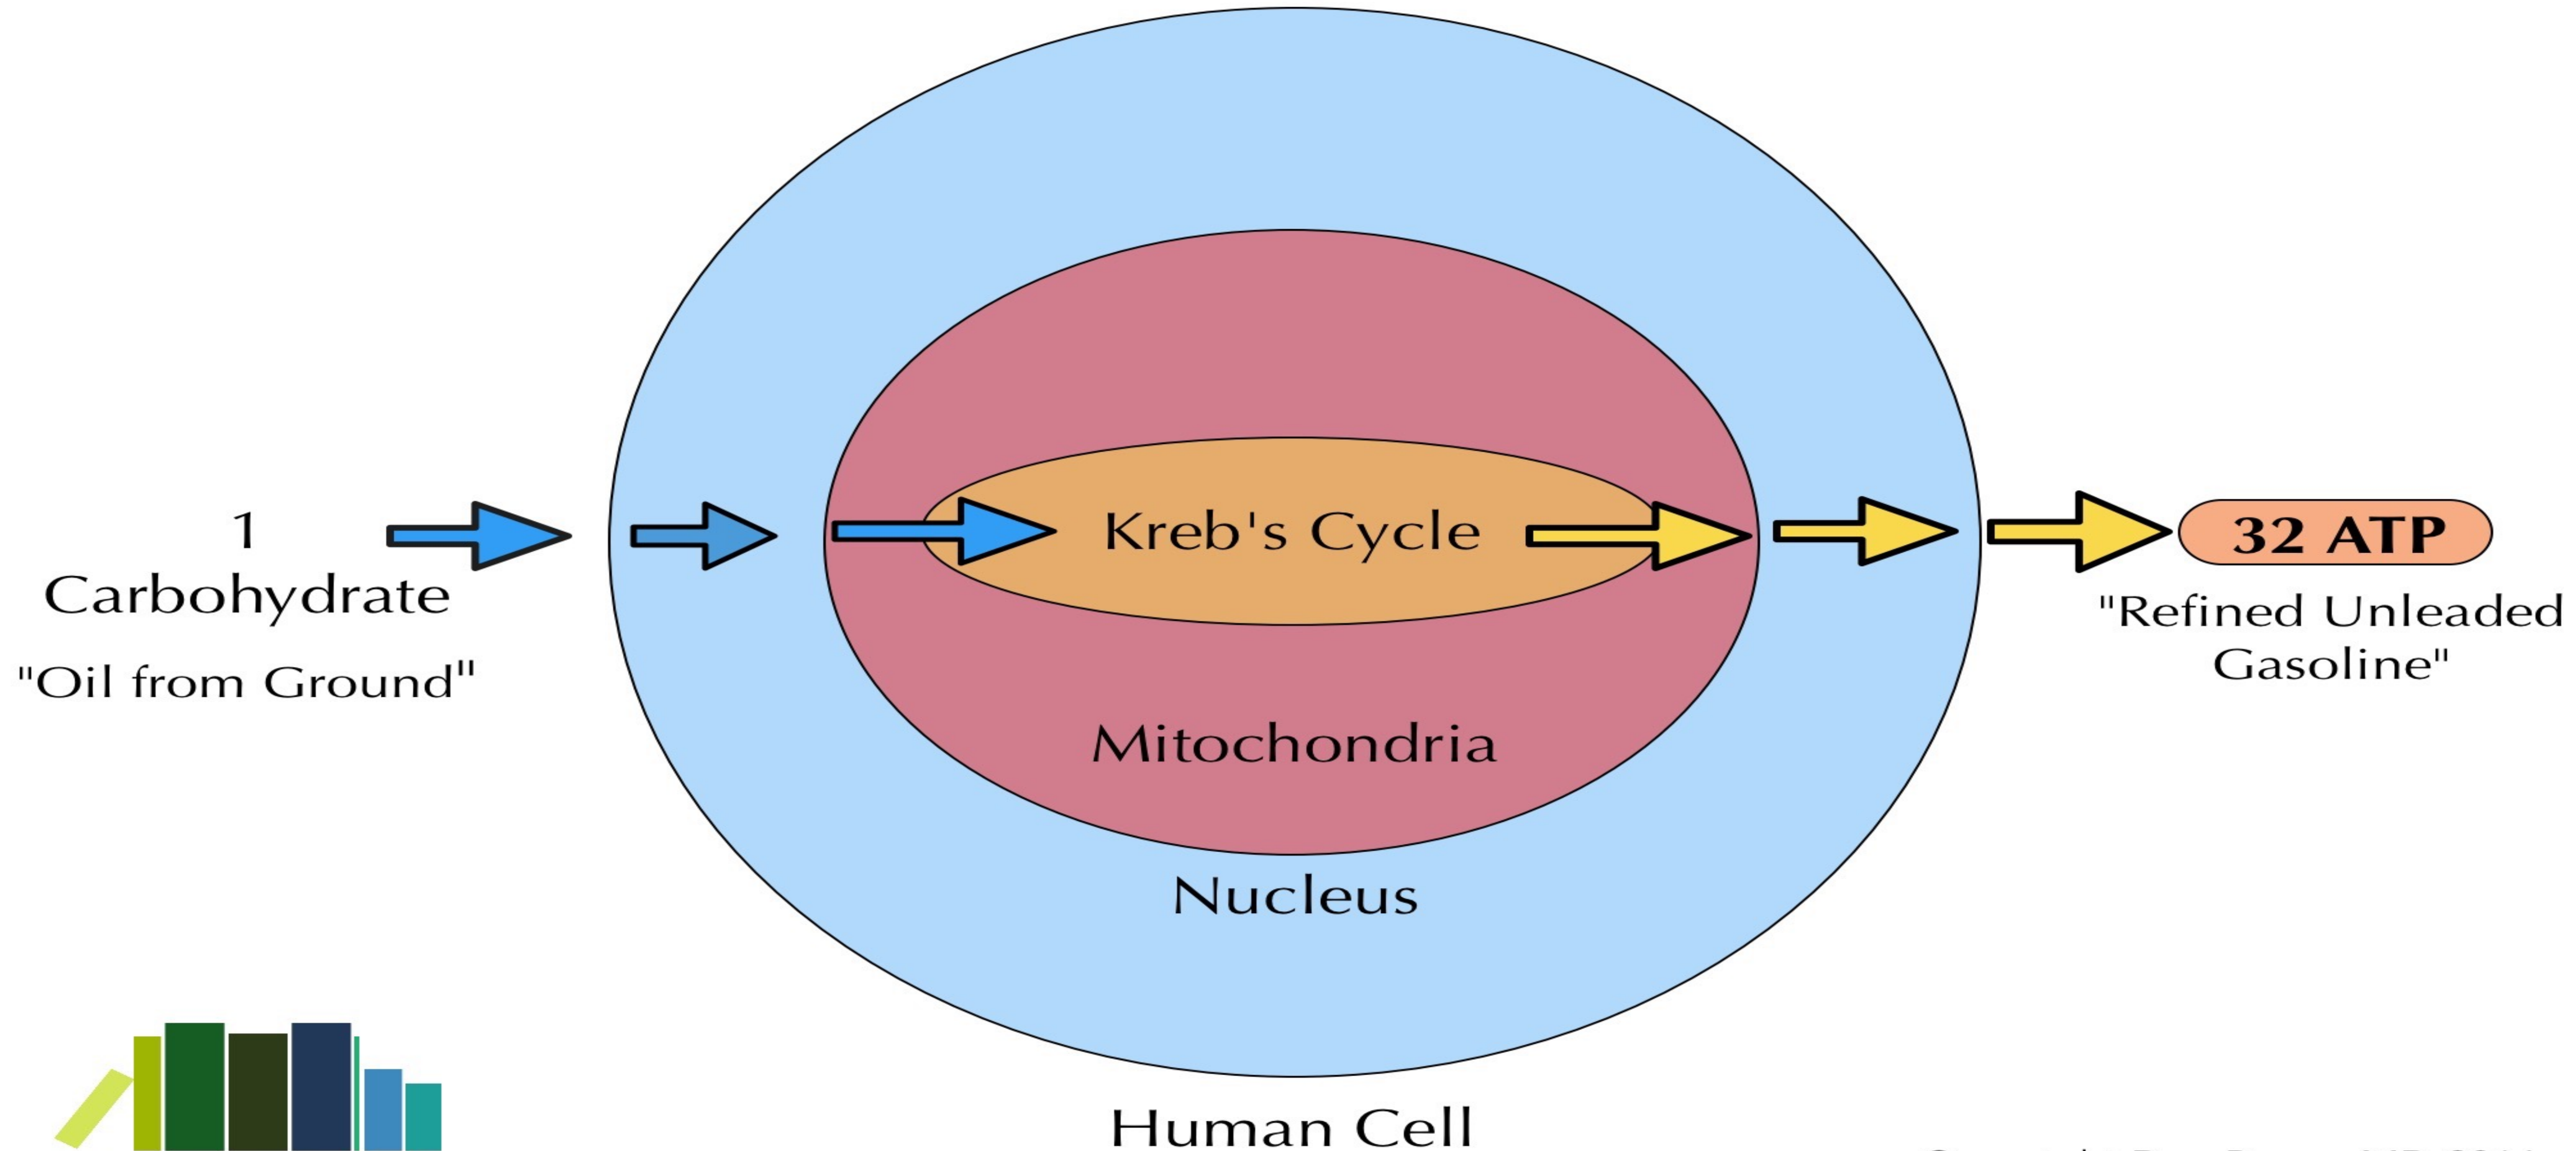 1
Carbohydrate
"Oil from Ground"
Kreb's Cycle
Mitochondria
Nucleus
Human Cell
32 ATP
"Refined Unleaded
Gasoline"